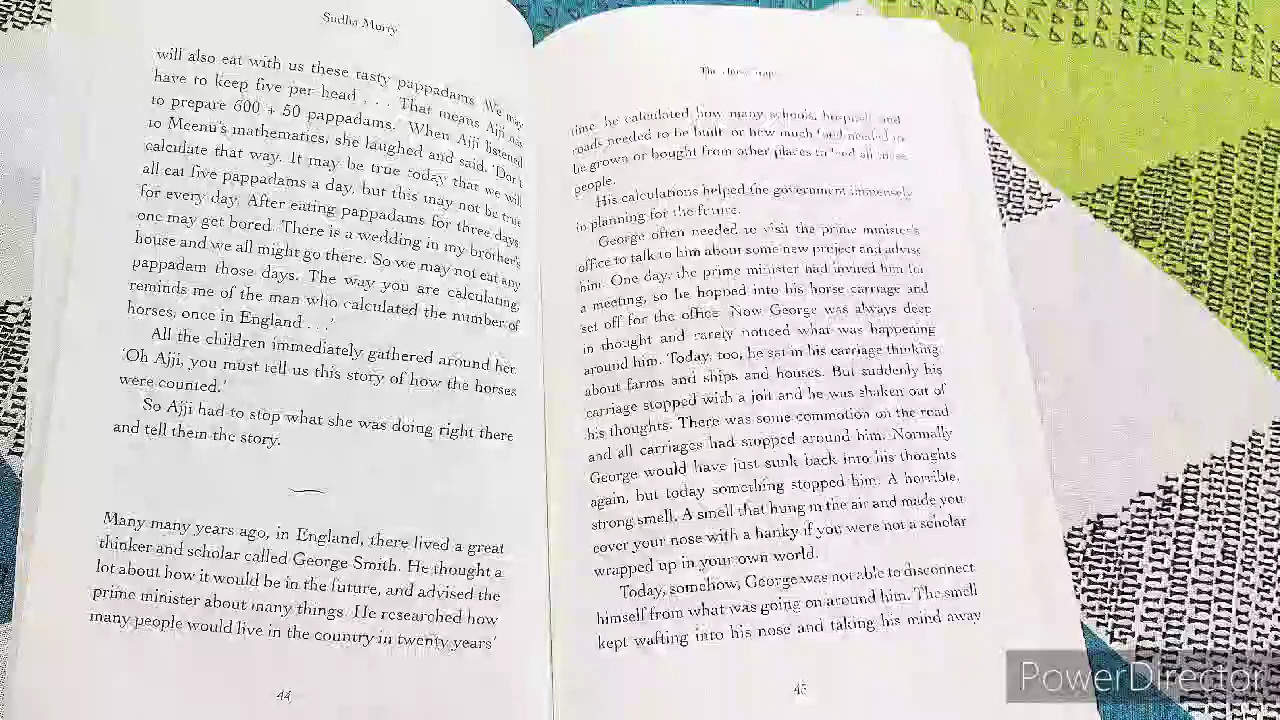 Sudha Murty
will also eat with us these tasty pappadams. We may
have to keep five per head . . . That means Ajji has
to prepare 600 + 50 pappadams.' When Ajji listened
to Meenu's mathematics, she laughed and said, 'Don't
calculate that way. It may be true today that we will
all eat five pappadams a day, but this may not be true
for every day. After eating pappadams for three days,
one may get bored. There is a wedding in my brother's
house and we all might go there. So we may not eat any
pappadam those days. The way you are calculating,
reminds me of the man who calculated the number of
horses, once in England . . .'
All the children immediately gathered around her.
'Oh Ajji, you must tell us this story of how the horses
were counted.'
So Ajji had to stop what she was doing right there
and tell them the story.
Many many years ago, in England, there lived a great
thinker and scholar called George Smith. He thought a
lot about how it would be in the future, and advised the
prime minister about many things. He researched how
many people would live in the country in twenty years'
44
The Horse
time, he calculated how many schools, hospitals and
roads needed to be built, or how much food needed to
be grown or bought from other places to feed all these
people.
His calculations helped the government immensely
in planning for the future.
George often needed to visit the prime minister's
office to talk to him about some new project and advise
him. One day, the prime minister had invited him for
a meeting, so he hopped into his horse carriage and
set off for the office. Now George was always deep
in thought and rarely noticed what was happening
around him. Today, too, he sat in his carriage thinking
about farms and ships and houses. But suddenly his
carriage stopped with a jolt and he was shaken out of
his thoughts. There was some commotion on the road
and all carriages had stopped around him. Normally
George would have just sunk back into his thoughts
again, but today something stopped him. A horrible,
strong smell. A smell that hung in the air and made you
cover your nose with a hanky if you were not a scholar
wrapped up in your own world.
Today, somehow, George was not able to disconnect
himself from what was going on around him. The smell
kept wafting into his nose and taking his mind away
45
PowerDirector